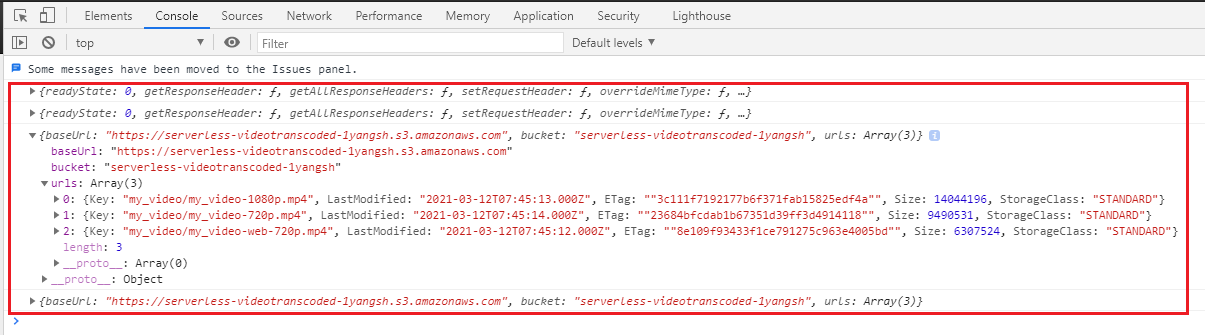 Elements Console Sources Network Performance Memory Application Security Lighthouse
top ▼ Filter Default levels ▼
Some messages have been moved to the Issues panel.
▶ {readyState: 0, getResponseHeader: ƒ, getAllResponseHeaders: ƒ, setRequestHeader: ƒ, overrideMimeType: ƒ, …}
▶ {readyState: 0, getResponseHeader: ƒ, getAllResponseHeaders: ƒ, setRequestHeader: ƒ, overrideMimeType: ƒ, …}
▼ {baseUrl: "https://serverless-videotranscoded-1yangsh.s3.amazonaws.com", bucket: "serverless-videotranscoded-1yangsh", urls: Array(3)} i
baseUrl: "https://serverless-videotranscoded-1yangsh.s3.amazonaws.com"
bucket: "serverless-videotranscoded-1yangsh"
▼ urls: Array(3)
▶ 0: {Key: "my_video/my_video-1080p.mp4", LastModified: "2021-03-12T07:45:13.000Z", ETag: ""3c111f7192177b6f371fab15825edf4a"", Size: 14044196, StorageClass: "STANDARD"}
▶ 1: {Key: "my_video/my_video-720p.mp4", LastModified: "2021-03-12T07:45:14.000Z", ETag: ""23684bfcdab1b67351d39ff3d4914118"", Size: 9490531, StorageClass: "STANDARD"}
▶ 2: {Key: "my_video/my_video-web-720p.mp4", LastModified: "2021-03-12T07:45:12.000Z", ETag: ""8e109f93433f1ce791275c963e4005bd"", Size: 6307524, StorageClass: "STANDARD"}
length: 3
▶ __proto__: Array(0)
▶ __proto__: Object
▶ {baseUrl: "https://serverless-videotranscoded-1yangsh.s3.amazonaws.com", bucket: "serverless-videotranscoded-1yangsh", urls: Array(3)}
>